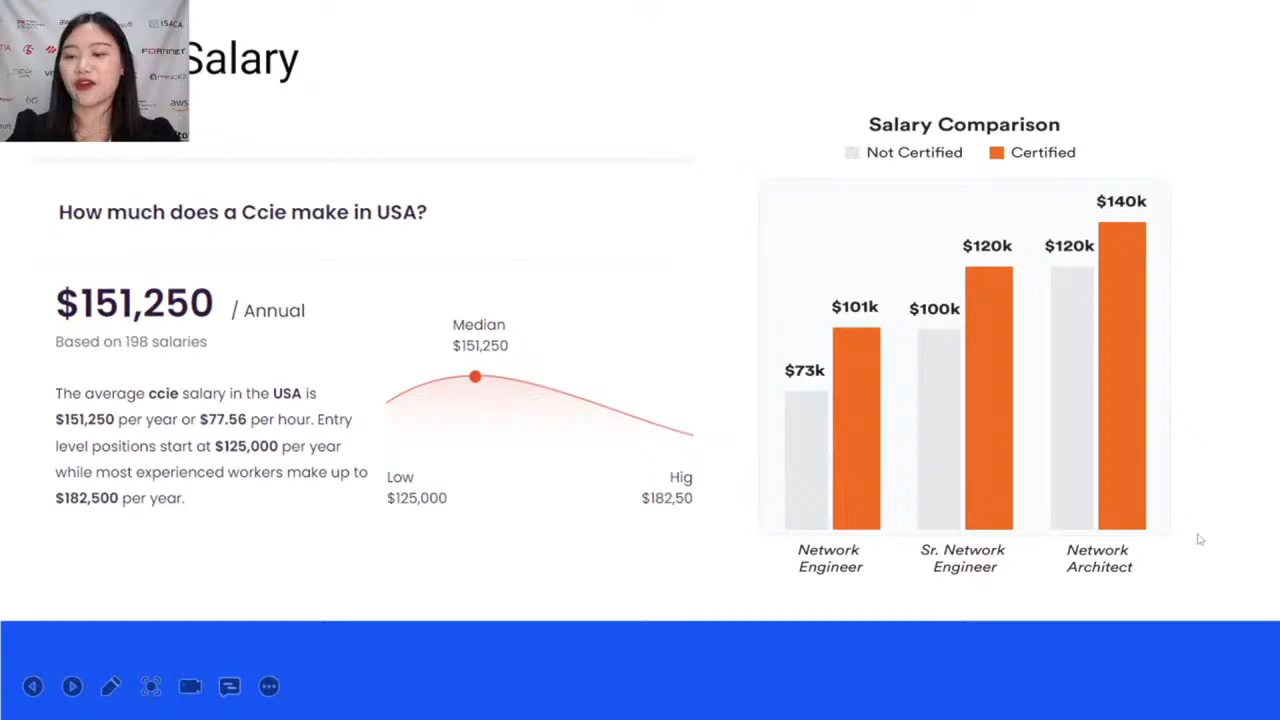 Salary
ISACA
FORTINET
aws
How much does a Ccie make in USA?
$151,250 / Annual
Based on 198 salaries
The average ccie salary in the USA is
$151,250 per year or $77.56 per hour. Entry
level positions start at $125,000 per year
while most experienced workers make up to
$182,500 per year.
Median
$151,250
Low
$125,000
Hig
$182,50
Salary Comparison
Not Certified
Certified
$73k
$101k
$100k
$120k
$120k
$140k
Network
Engineer
Sr. Network
Engineer
Network
Architect